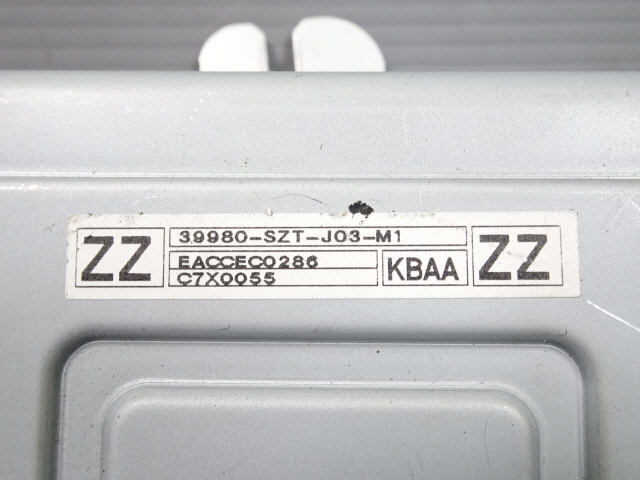 ZZ
39980-SZT-J03-M1
EACCEC0286
C7X0055
KBAA
ZZ